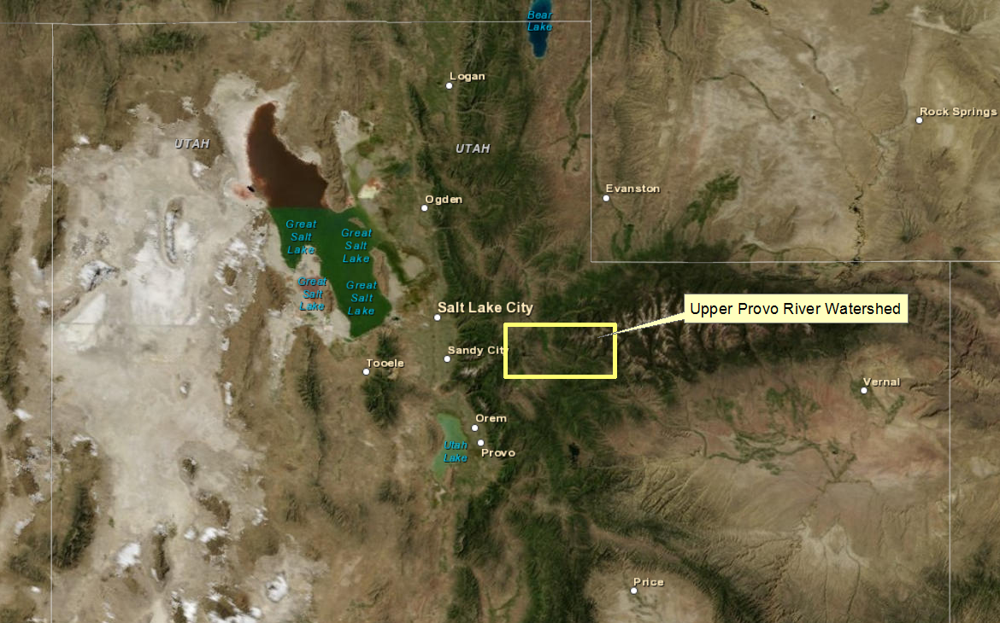 Bear
Lake
Logan
Rock Springs
UTAH
UTAH
Evanston
Ogden
Great
Salt
Lake
Great
Salt
Lake
Great
Salt
Lake
Great
Salt
Lake
Salt Lake City
Upper Provo River Watershed
Sandy City
Tooele
Vernal
Orem
Utah
Lake
Provo
Price